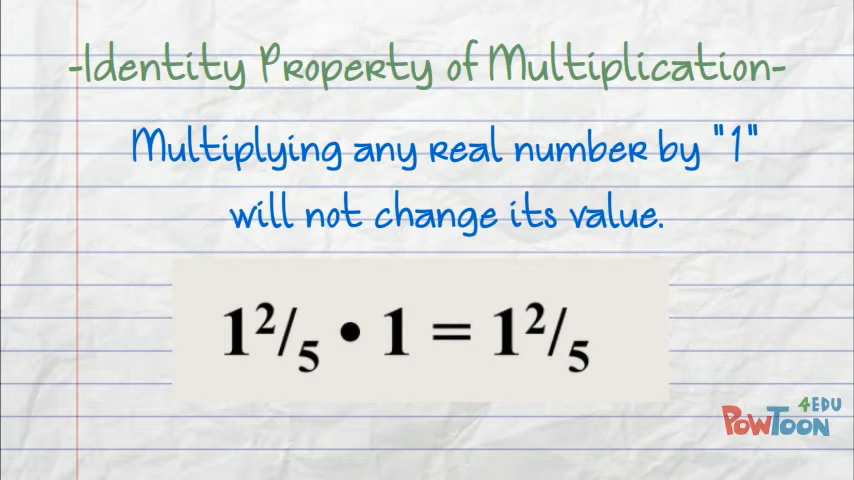 -Identity Property of Multiplication-
Multiplying any real number by "1"
will not change its value.
1²/₅ • 1 = 1²/₅
4EDU
PowToon